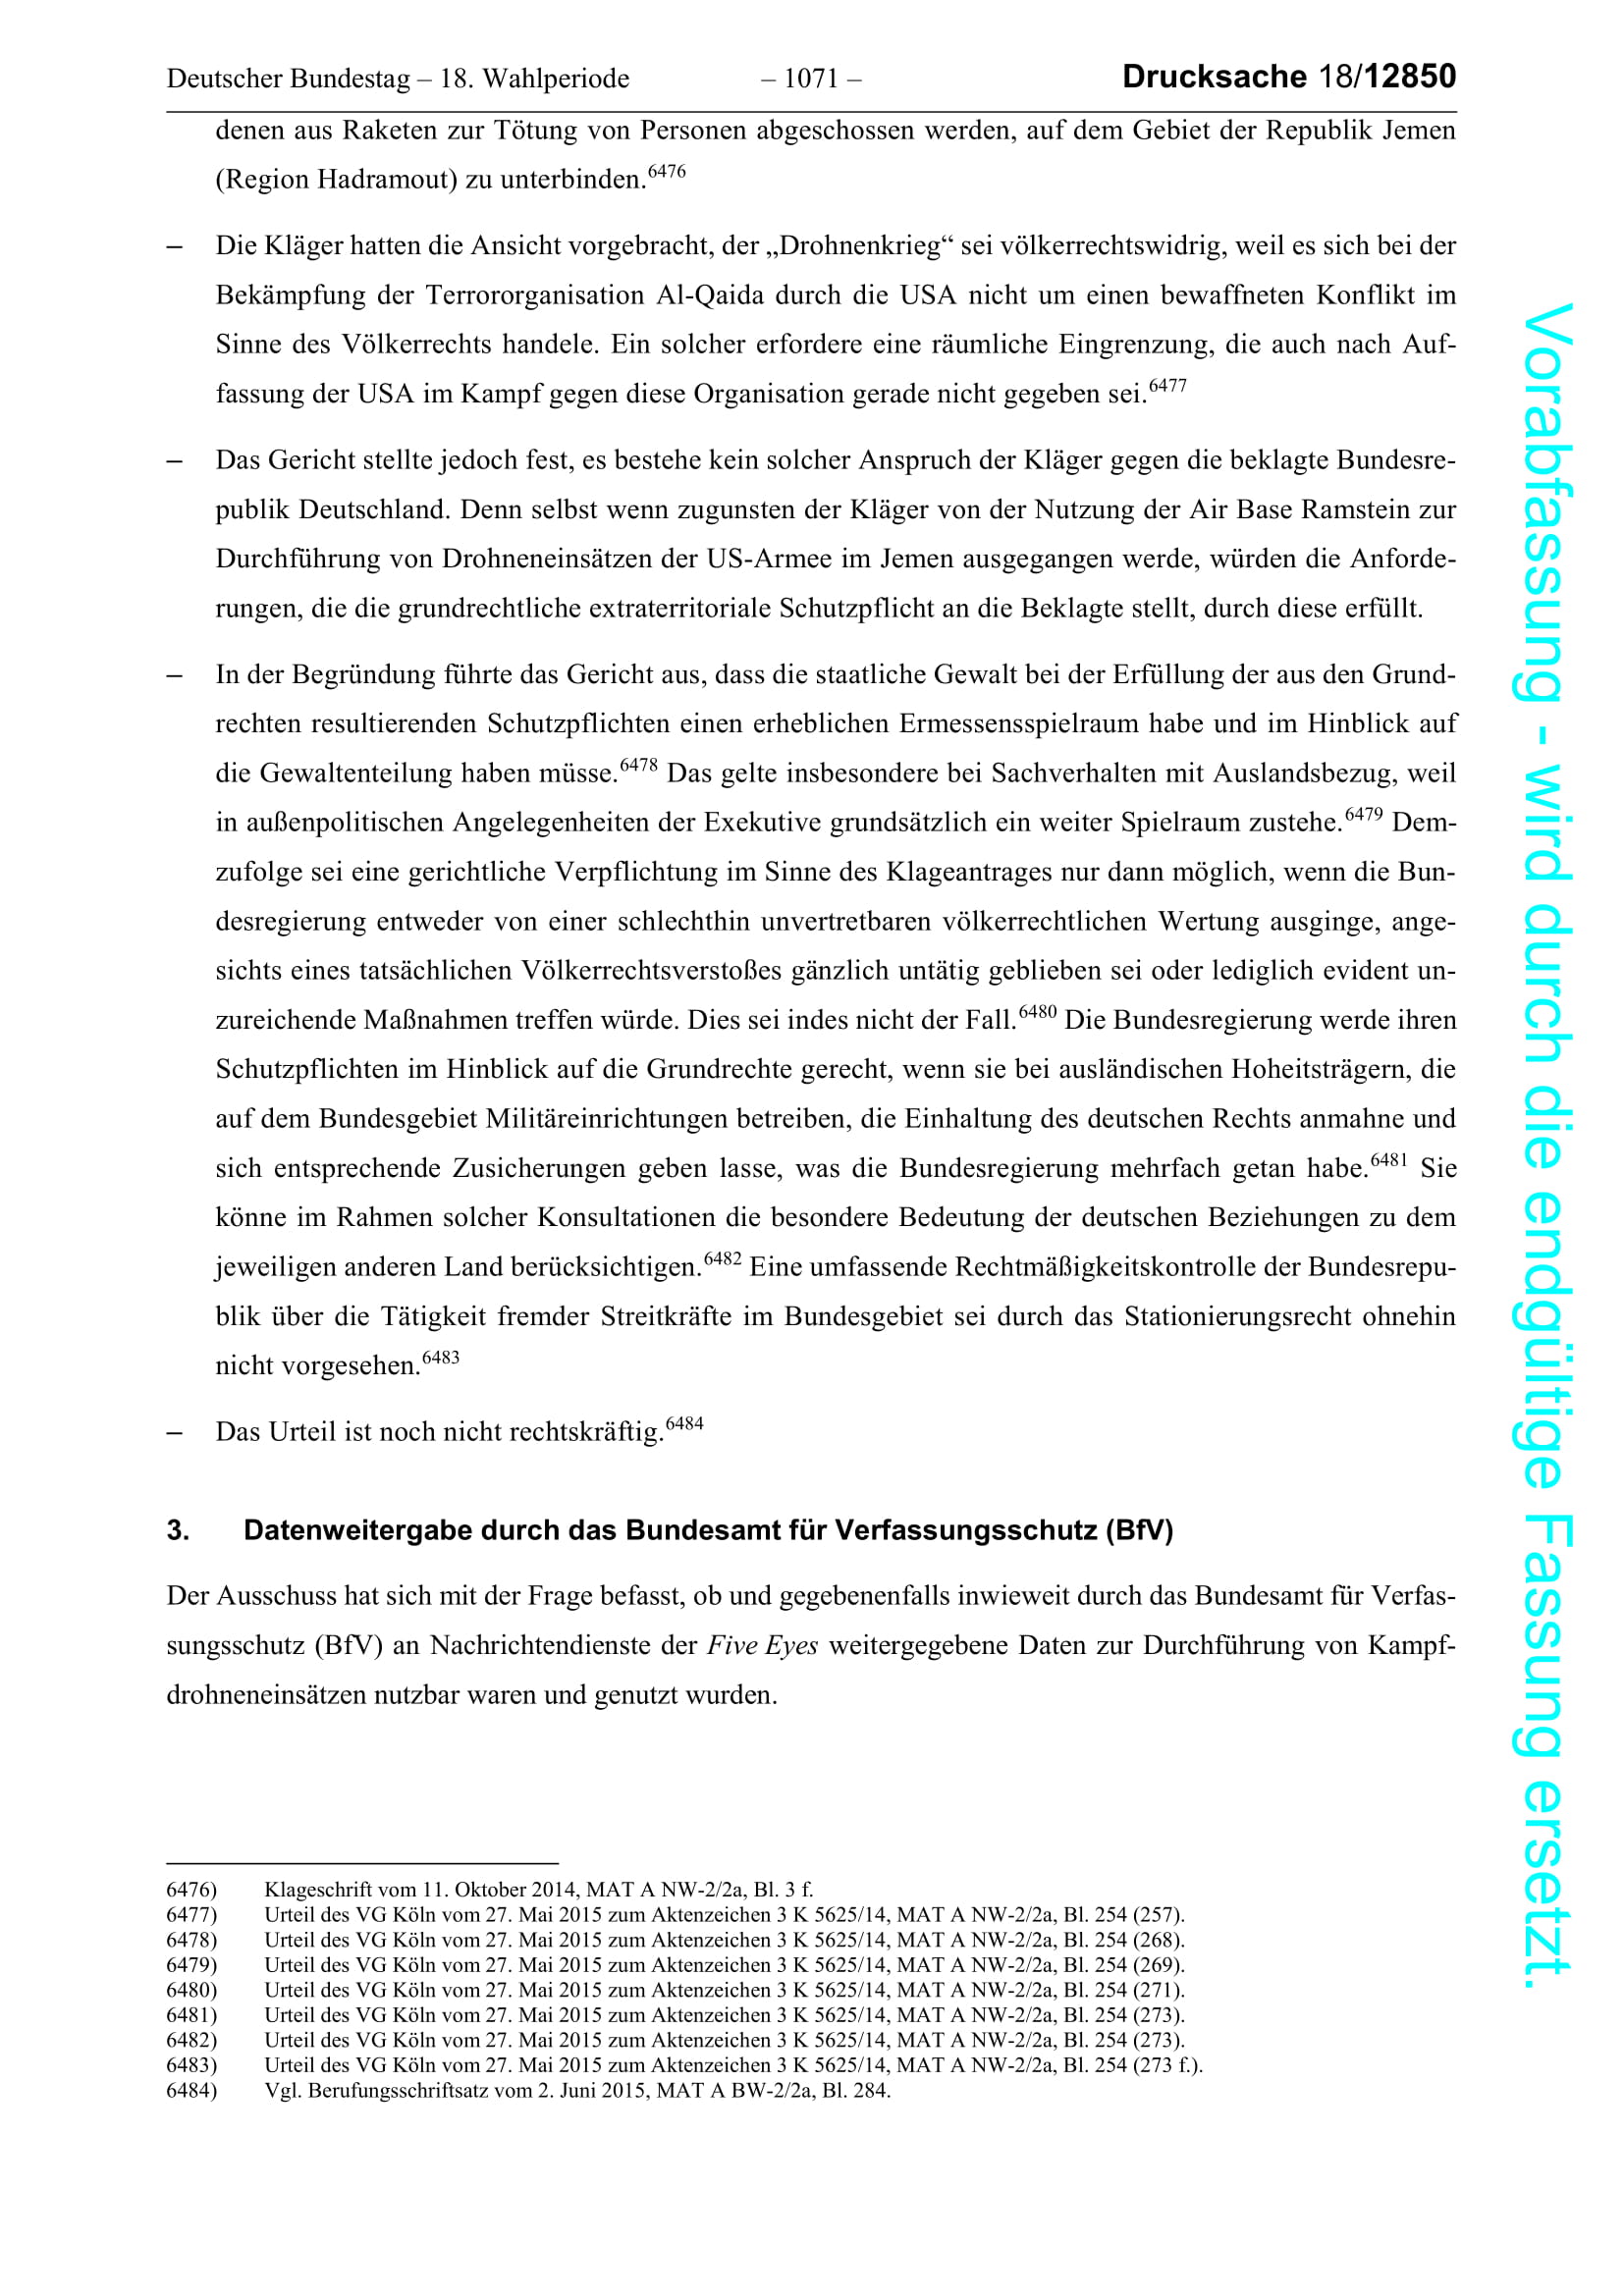 Deutscher Bundestag – 18. Wahlperiode – 1071 – Drucksache 18/12850
denen aus Raketen zur Tötung von Personen abgeschossen werden, auf dem Gebiet der Republik Jemen
(Region Hadramout) zu unterbinden.6476
– Die Kläger hatten die Ansicht vorgebracht, der „Drohnenkrieg“ sei völkerrechtswidrig, weil es sich bei der
Bekämpfung der Terrororganisation Al-Qaida durch die USA nicht um einen bewaffneten Konflikt im
Sinne des Völkerrechts handele. Ein solcher erfordere eine räumliche Eingrenzung, die auch nach Auf-
fassung der USA im Kampf gegen diese Organisation gerade nicht gegeben sei.6477
– Das Gericht stellte jedoch fest, es bestehe kein solcher Anspruch der Kläger gegen die beklagte Bundesre-
publik Deutschland. Denn selbst wenn zugunsten der Kläger von der Nutzung der Air Base Ramstein zur
Durchführung von Drohneneinsätzen der US-Armee im Jemen ausgegangen werde, würden die Anforde-
rungen, die die grundrechtliche extraterritoriale Schutzpflicht an die Beklagte stellt, durch diese erfüllt.
– In der Begründung führte das Gericht aus, dass die staatliche Gewalt bei der Erfüllung der aus den Grund-
rechten resultierenden Schutzpflichten einen erheblichen Ermessensspielraum habe und im Hinblick auf
die Gewaltenteilung haben müsse.6478 Das gelte insbesondere bei Sachverhalten mit Auslandsbezug, weil
in außenpolitischen Angelegenheiten der Exekutive grundsätzlich ein weiter Spielraum zustehe.6479 Dem-
zufolge sei eine gerichtliche Verpflichtung im Sinne des Klageantrages nur dann möglich, wenn die Bun-
desregierung entweder von einer schlechthin unvertretbaren völkerrechtlichen Wertung ausginge, ange-
sichts eines tatsächlichen Völkerrechtsverstoßes gänzlich untätig geblieben sei oder lediglich evident un-
zureichende Maßnahmen treffen würde. Dies sei indes nicht der Fall.6480 Die Bundesregierung werde ihren
Schutzpflichten im Hinblick auf die Grundrechte gerecht, wenn sie bei ausländischen Hoheitsträgern, die
auf dem Bundesgebiet Militäreinrichtungen betreiben, die Einhaltung des deutschen Rechts anmahne und
sich entsprechende Zusicherungen geben lasse, was die Bundesregierung mehrfach getan habe.6481 Sie
könne im Rahmen solcher Konsultationen die besondere Bedeutung der deutschen Beziehungen zu dem
jeweiligen anderen Land berücksichtigen.6482 Eine umfassende Rechtmäßigkeitskontrolle der Bundesrepu-
blik über die Tätigkeit fremder Streitkräfte im Bundesgebiet sei durch das Stationierungsrecht ohnehin
nicht vorgesehen.6483
– Das Urteil ist noch nicht rechtskräftig.6484
3. Datenweitergabe durch das Bundesamt für Verfassungsschutz (BfV)
Der Ausschuss hat sich mit der Frage befasst, ob und gegebenenfalls inwieweit durch das Bundesamt für Verfas-
sungsschutz (BfV) an Nachrichtendienste der Five Eyes weitergegebene Daten zur Durchführung von Kampf-
drohneneinsätzen nutzbar waren und genutzt wurden.
6476) Klageschrift vom 11. Oktober 2014, MAT A NW-2/2a, Bl. 3 f.
6477) Urteil des VG Köln vom 27. Mai 2015 zum Aktenzeichen 3 K 5625/14, MAT A NW-2/2a, Bl. 254 (257).
6478) Urteil des VG Köln vom 27. Mai 2015 zum Aktenzeichen 3 K 5625/14, MAT A NW-2/2a, Bl. 254 (268).
6479) Urteil des VG Köln vom 27. Mai 2015 zum Aktenzeichen 3 K 5625/14, MAT A NW-2/2a, Bl. 254 (269).
6480) Urteil des VG Köln vom 27. Mai 2015 zum Aktenzeichen 3 K 5625/14, MAT A NW-2/2a, Bl. 254 (271).
6481) Urteil des VG Köln vom 27. Mai 2015 zum Aktenzeichen 3 K 5625/14, MAT A NW-2/2a, Bl. 254 (273).
6482) Urteil des VG Köln vom 27. Mai 2015 zum Aktenzeichen 3 K 5625/14, MAT A NW-2/2a, Bl. 254 (273).
6483) Urteil des VG Köln vom 27. Mai 2015 zum Aktenzeichen 3 K 5625/14, MAT A NW-2/2a, Bl. 254 (273 f.).
6484) Vgl. Berufungsschriftsatz vom 2. Juni 2015, MAT A BW-2/2a, Bl. 284.
Vorabfassung - wird durch die endgültige Fassung ersetzt.